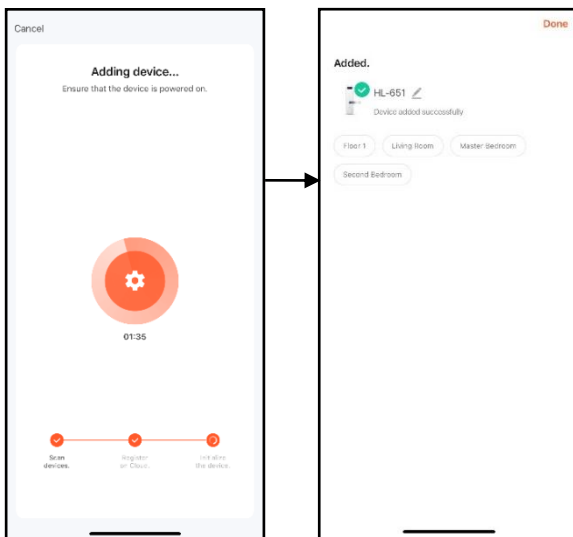 Cancel
Adding device...
Ensure that the device is powered on.
01:35
Scan
devices.
Register
on Cloud.
Initialize
the device.
Done
Added.
HL-651
Device added successfully
Floor 1
Living Room
Master Bedroom
Second Bedroom